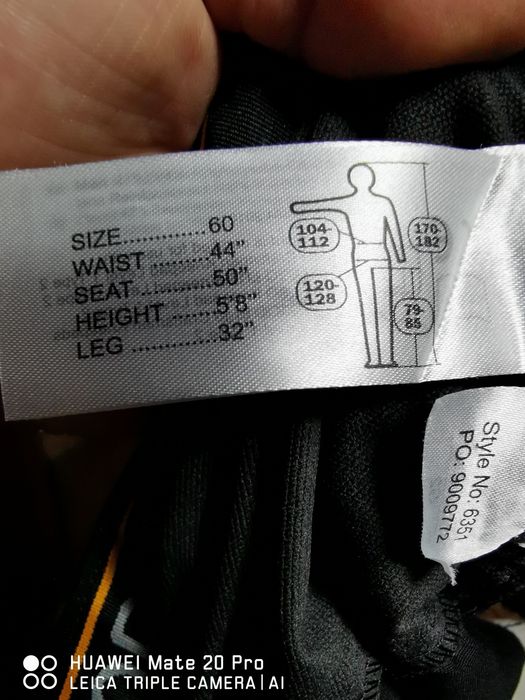 SIZE.............60
WAIST .........44"
SEAT ...........50"
HEIGHT ......5'8"
LEG .............32"
104-
112
170-
182
120-
128
79-
85
Style No: 6351
PO: 9009772
HUAWEI Mate 20 Pro
LEICA TRIPLE CAMERA | AI